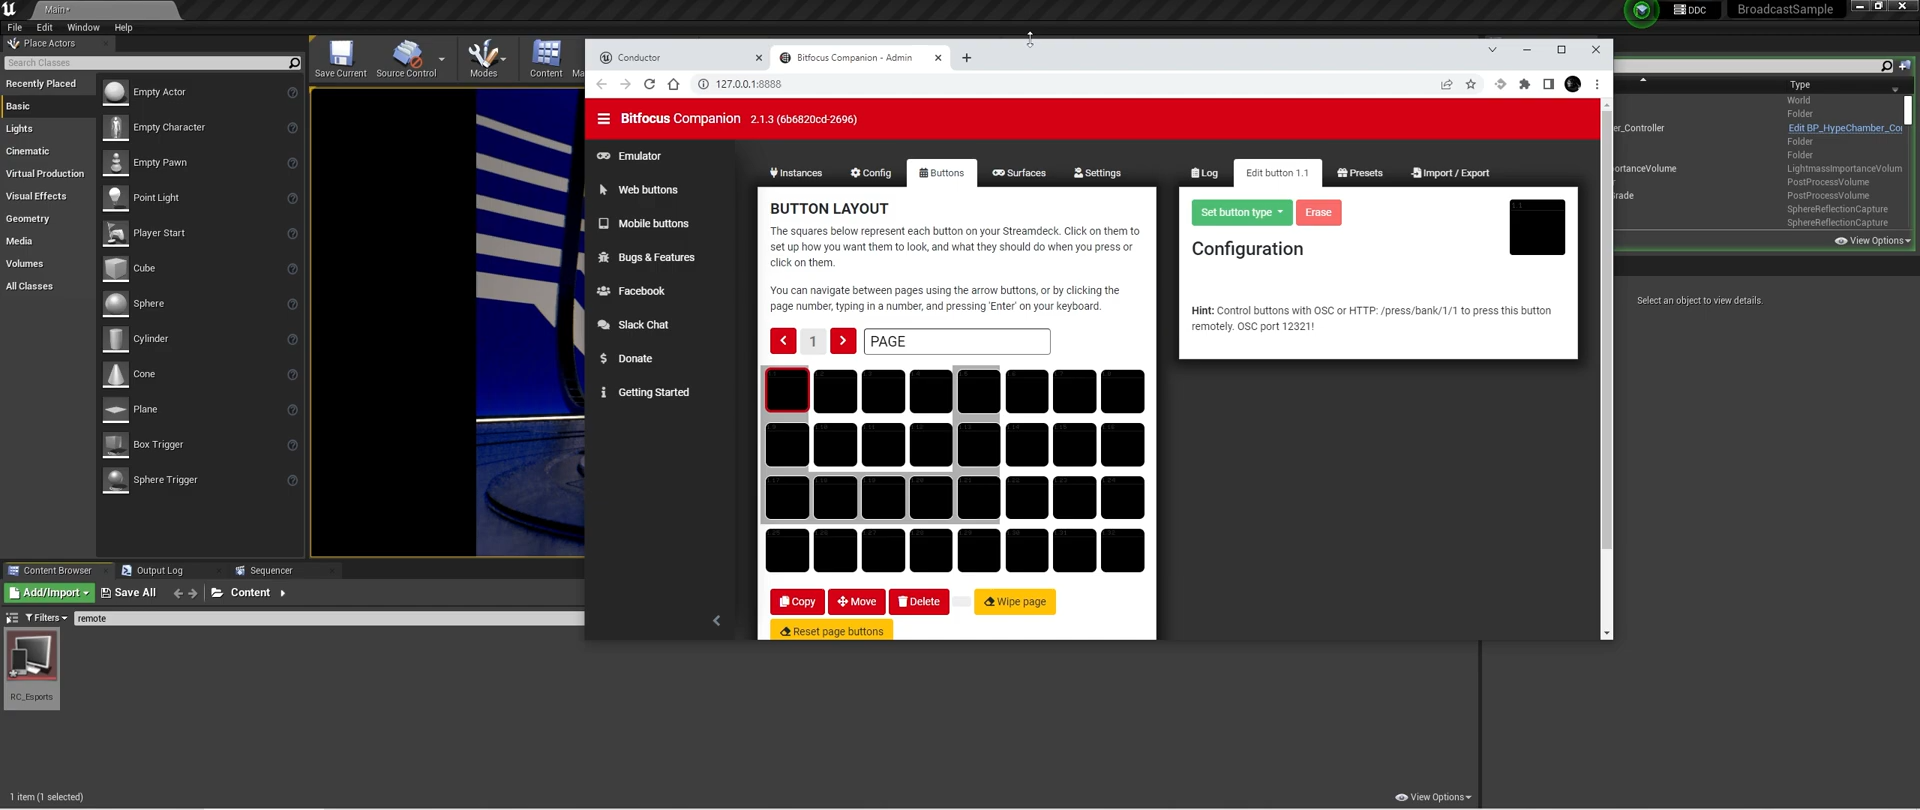 Main*
DDC
BroadcastSample
File Edit Window Help
Place Actors
Search Classes
Recently Placed
Basic
Lights
Cinematic
Virtual Production
Visual Effects
Geometry
Media
Volumes
All Classes
Empty Actor
Empty Character
Empty Pawn
Point Light
Player Start
Cube
Sphere
Cylinder
Cone
Plane
Box Trigger
Sphere Trigger
Save Current
Source Control
Modes
Content
Conductor
Bitfocus Companion - Admin
127.0.0.1:8888
Bitfocus Companion 2.1.3 (6b6820cd-2696)
Emulator
Web buttons
Mobile buttons
Bugs & Features
Facebook
Slack Chat
Donate
Getting Started
Instances
Config
Buttons
Surfaces
Settings
BUTTON LAYOUT
The squares below represent each button on your Streamdeck. Click on them to
set up how you want them to look, and what they should do when you press or
click on them.
You can navigate between pages using the arrow buttons, or by clicking the
page number, typing in a number, and pressing 'Enter' on your keyboard.
1
PAGE
Copy
Move
Delete
Wipe page
Reset page buttons
Log
Edit button 1.1
Presets
Import / Export
Set button type
Erase
1.1
Configuration
Hint: Control buttons with OSC or HTTP: /press/bank/1/1 to press this button
remotely. OSC port 12321!
Type
World
Folder
er_Controller Edit BP_HypeChamber_Co
Folder
Folder
ortanceVolume LightmassImportanceVolum
PostProcessVolume
rade PostProcessVolume
SphereReflectionCapture
SphereReflectionCapture
View Options
Select an object to view details.
Content Browser
Output Log
Sequencer
Add/Import
Save All
Content
Filters
remote
RC_Esports
1 item (1 selected)
View Options